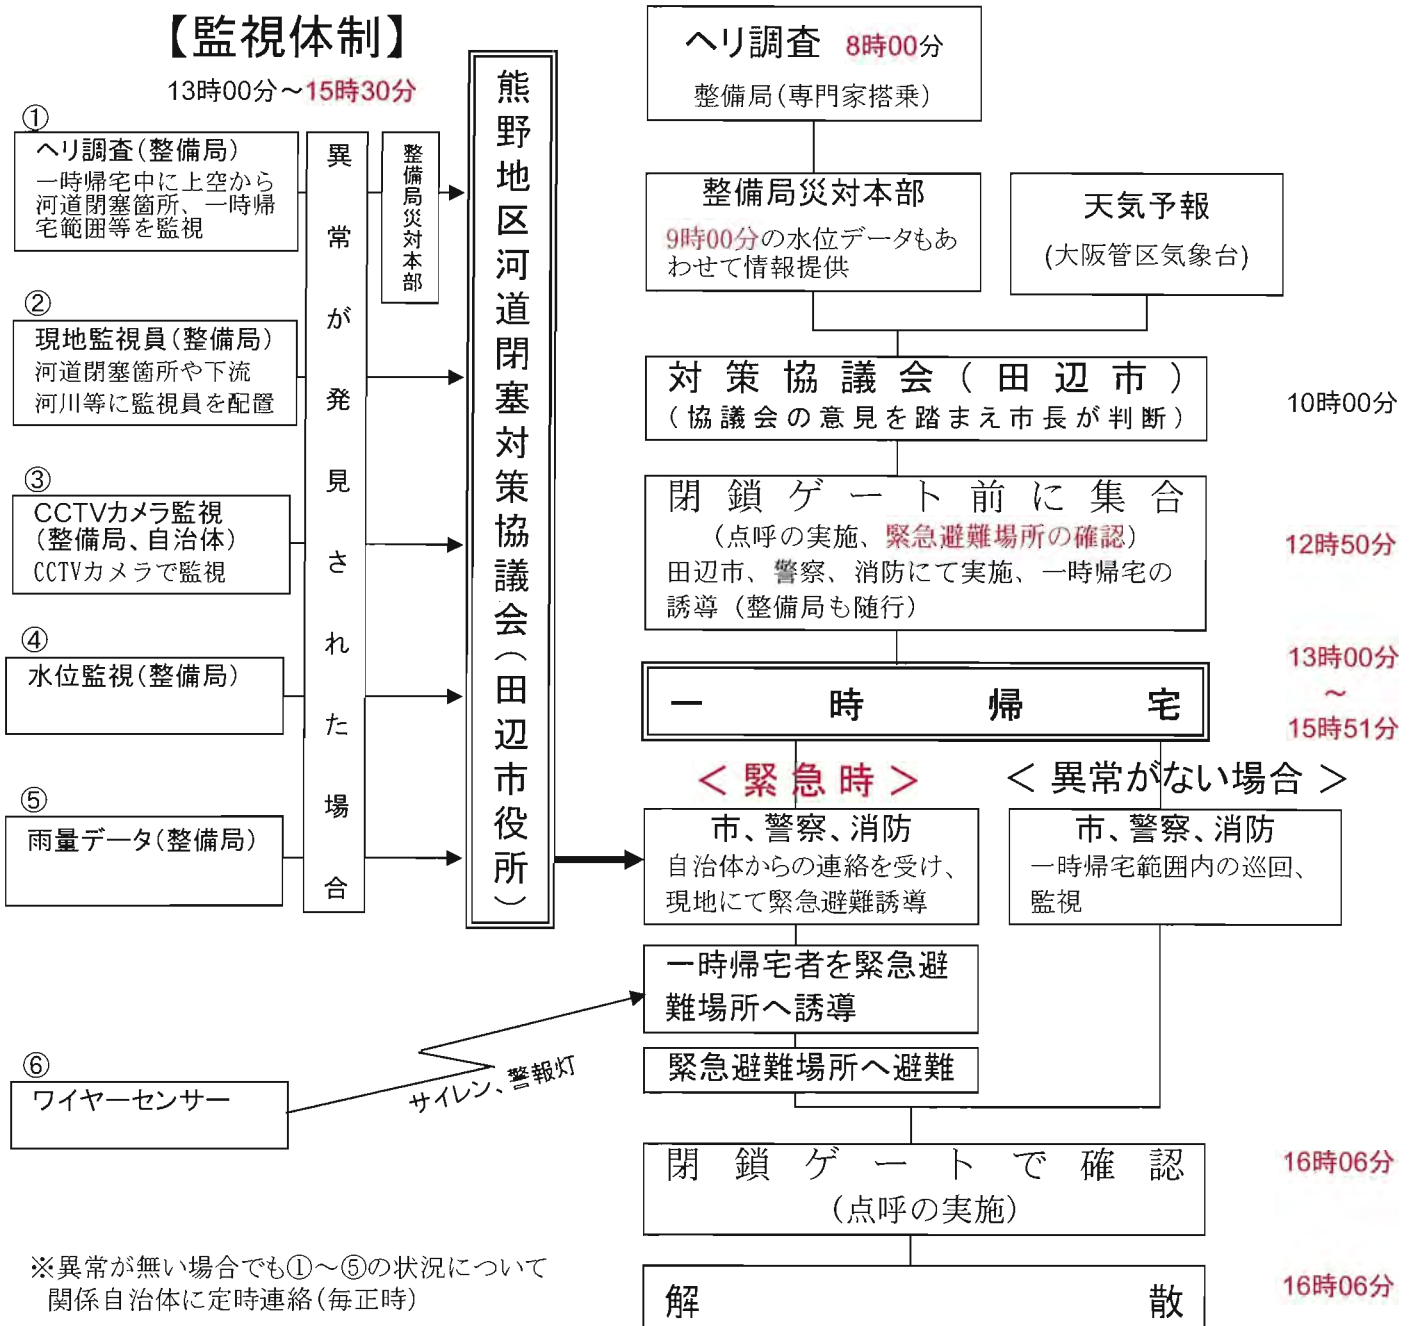 【監視体制】
13時00分～15時30分
①
ヘリ調査(整備局)
一時帰宅中に上空から
河道閉塞箇所、一時帰
宅範囲等を監視
②
現地監視員(整備局)
河道閉塞箇所や下流
河川等に監視員を配置
③
CCTVカメラ監視
(整備局、自治体)
CCTVカメラで監視
④
水位監視(整備局)
⑤
雨量データ(整備局)
⑥
ワイヤーセンサー
サイレン、警報灯
異常が発見された場合
整備局災対本部
熊野地区河道閉塞対策協議会(田辺市役所)
ヘリ調査 8時00分
整備局(専門家搭乗)
整備局災対本部
9時00分の水位データもあ
わせて情報提供
天気予報
(大阪管区気象台)
対策協議会(田辺市)
(協議会の意見を踏まえ市長が判断)
10時00分
閉鎖ゲート前に集合
(点呼の実施、緊急避難場所の確認)
田辺市、警察、消防にて実施、一時帰宅の
誘導(整備局も随行)
12時50分
一時帰宅
13時00分
～
15時51分
＜緊急時＞
＜異常がない場合＞
市、警察、消防
自治体からの連絡を受け、
現地にて緊急避難誘導
市、警察、消防
一時帰宅範囲内の巡回、
監視
一時帰宅者を緊急避
難場所へ誘導
緊急避難場所へ避難
閉鎖ゲートで確認
(点呼の実施)
16時06分
解散
16時06分
※異常が無い場合でも①～⑤の状況について
関係自治体に定時連絡(毎正時)